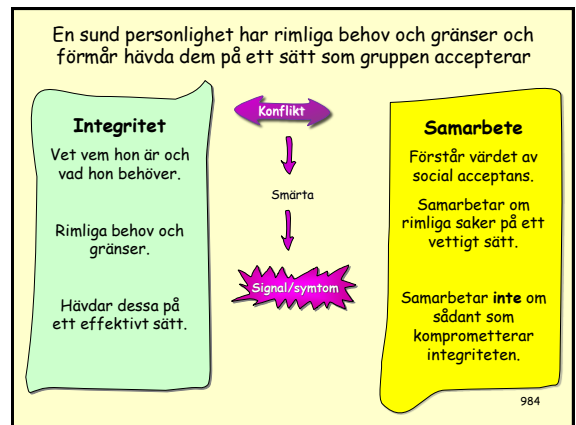 En sund personlighet har rimliga behov och gränser och
förmår hävda dem på ett sätt som gruppen accepterar
Integritet
Vet vem hon är och
vad hon behöver.
Rimliga behov och
gränser.
Hävdar dessa på
ett effektivt sätt.
Konflikt
Smärta
Signal/symtom
Samarbete
Förstår värdet av
social acceptans.
Samarbetar om
rimliga saker på ett
vettigt sätt.
Samarbetar inte om
sådant som
komprometterar
integriteten.
984